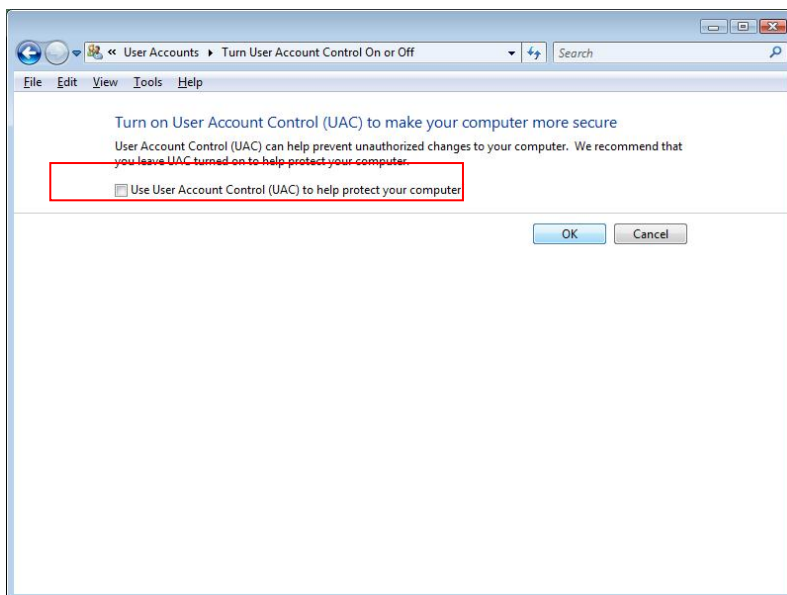 « User Accounts ▸ Turn User Account Control On or Off Search
File Edit View Tools Help
Turn on User Account Control (UAC) to make your computer more secure
User Account Control (UAC) can help prevent unauthorized changes to your computer. We recommend that
you leave UAC turned on to help protect your computer.
Use User Account Control (UAC) to help protect your computer
OK Cancel